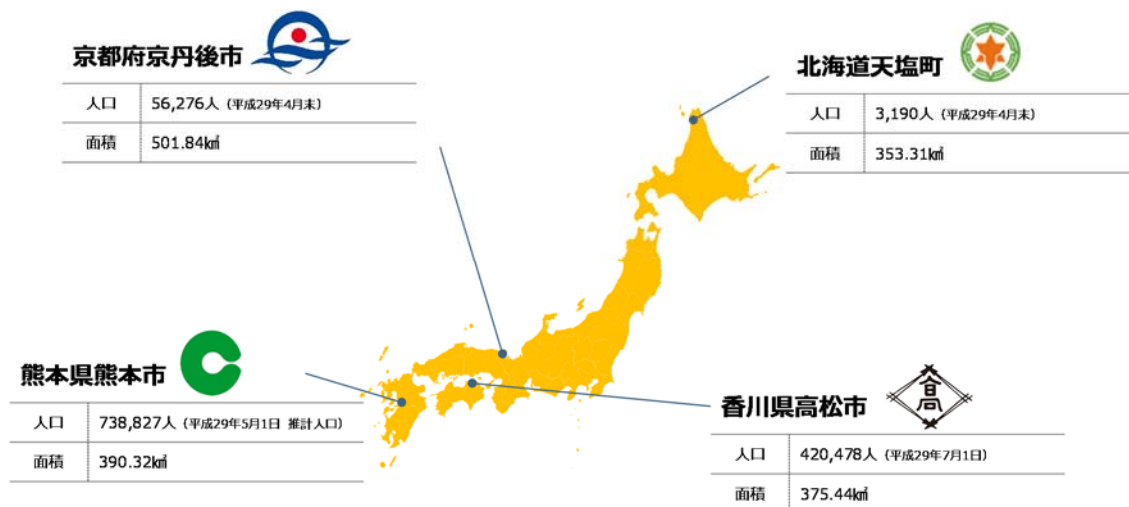 京都府京丹後市
人口 56,276人（平成29年4月末）
面積 501.84㎢
北海道天塩町
人口 3,190人（平成29年4月末）
面積 353.31㎢
熊本県熊本市
人口 738,827人（平成29年5月1日 推計人口）
面積 390.32㎢
香川県高松市
人口 420,478人（平成29年7月1日）
面積 375.44㎢